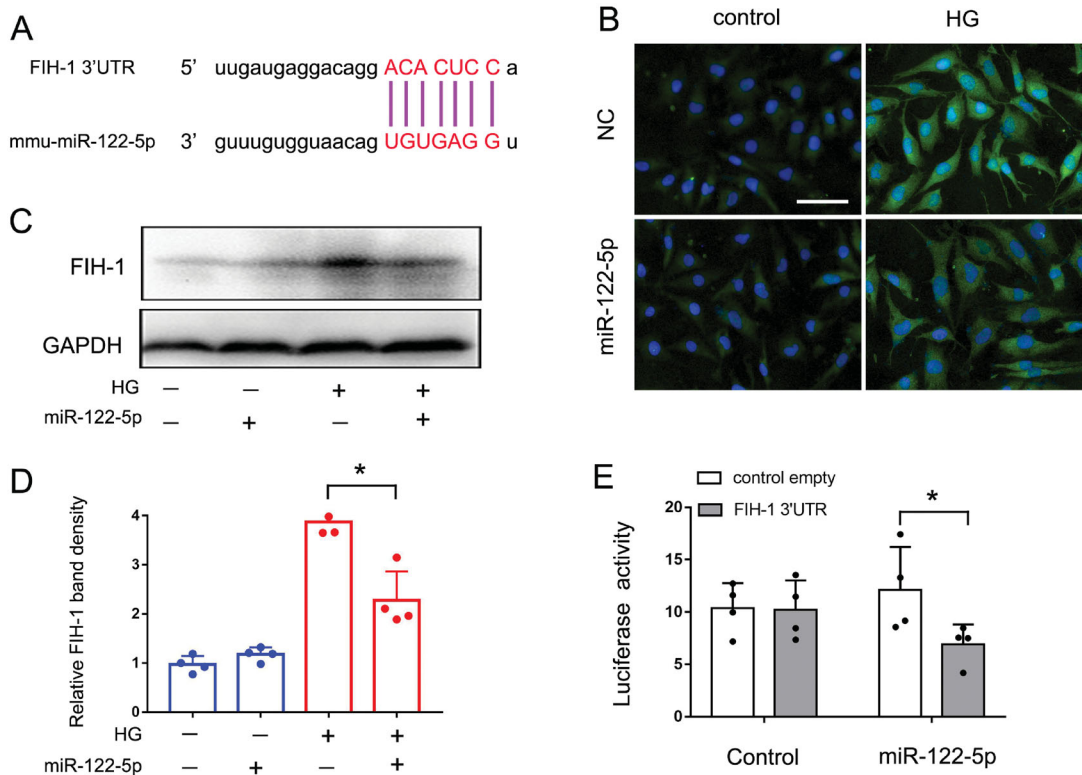 A
FIH-1 3'UTR 5' uugaugaggacagg ACA CUC C a
mmu-miR-122-5p 3' guuuguggu​aacag UGUGAG G u
B
control HG
NC
miR-122-5p
C
FIH-1
GAPDH
HG — — + +
miR-122-5p — + — +
D
Relative FIH-1 band density
4
2
1
0
*
HG — — + +
miR-122-5p — + — +
E
control empty
FIH-1 3'UTR
Luciferase activity
20
15
10
5
0
*
Control miR-122-5p